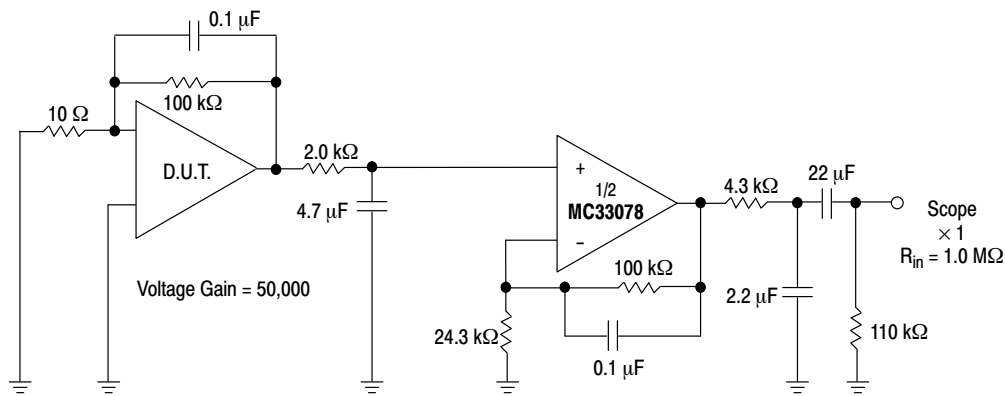 0.1 µF
100 kΩ
10 Ω
D.U.T.
2.0 kΩ
4.7 µF
Voltage Gain = 50,000
+
1/2
MC33078
−
100 kΩ
24.3 kΩ
0.1 µF
4.3 kΩ
22 µF
2.2 µF
110 kΩ
Scope
× 1
Rin = 1.0 MΩ